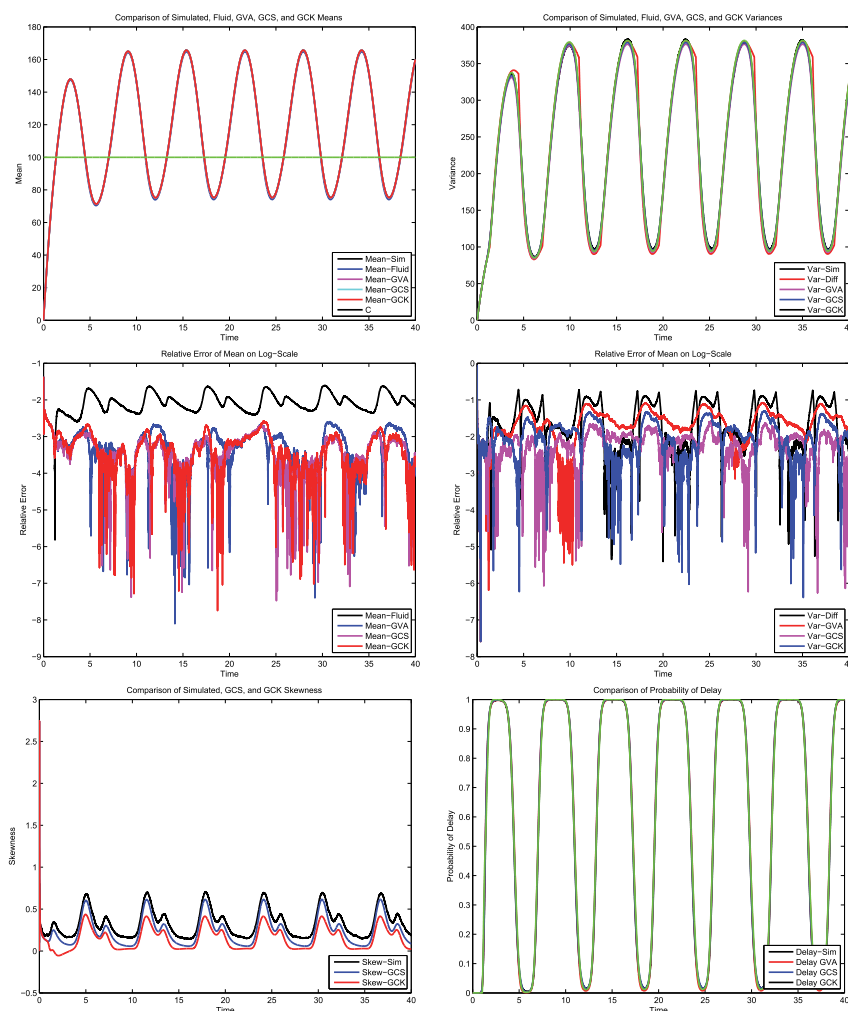 Comparison of Simulated, Fluid, GVA, GCS, and GCK Means
180
160
140
120
100
80
60
40
20
0
Mean
0 5 10 15 20 25 30 35 40
Time
Mean−Sim
Mean−Fluid
Mean−GVA
Mean−GCS
Mean−GCK
C
Comparison of Simulated, Fluid, GVA, GCS, and GCK Variances
400
350
300
250
200
150
100
50
0
Variance
0 5 10 15 20 25 30 35 40
Time
Var−Sim
Var−Diff
Var−GVA
Var−GCS
Var−GCK
Relative Error of Mean on Log−Scale
−1
−2
−3
−4
−5
−6
−7
−8
−9
Relative Error
0 5 10 15 20 25 30 35 40
Time
Mean−Fluid
Mean−GVA
Mean−GCS
Mean−GCK
Relative Error of Mean on Log−Scale
0
−1
−2
−3
−4
−5
−6
−7
−8
Relative Error
0 5 10 15 20 25 30 35 40
Time
Var−Diff
Var−GVA
Var−GCS
Var−GCK
Comparison of Simulated, GCS, and GCK Skewness
3
2.5
2
1.5
1
0.5
0
−0.5
Skewness
0 5 10 15 20 25 30 35 40
Time
Skew−Sim
Skew−GCS
Skew−GCK
Comparison of Probability of Delay
1
0.9
0.8
0.7
0.6
0.5
0.4
0.3
0.2
0.1
0
Probability of Delay
0 5 10 15 20 25 30 35 40
Time
Delay−Sim
Delay GVA
Delay GCS
Delay GCK